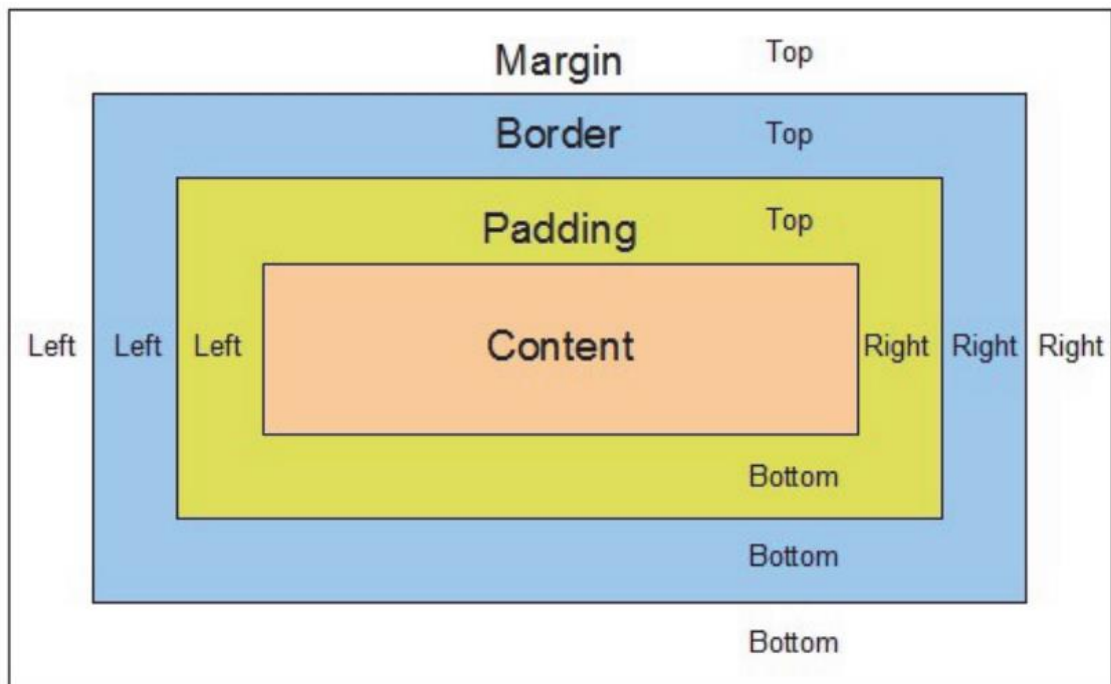 Margin Top
Border Top
Padding Top
Left Left Left Content Right Right Right
Bottom
Bottom
Bottom